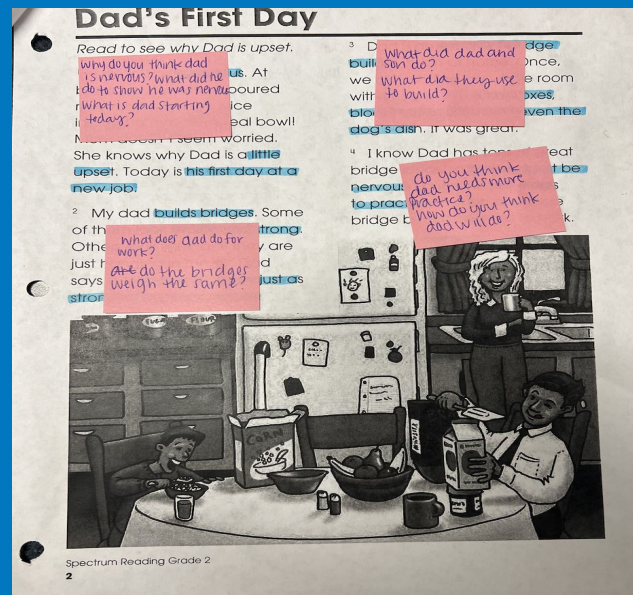 Dad's First Day
Read to see why Dad is upset.
why do you think dad
is nervous? what did he
do to show he was nervous
what is dad starting
today?
us. At
poured
ice
eal bowl!
doesn't seem worried.
She knows why Dad is a little
upset. Today is his first day at a
new job.
2 My dad builds bridges. Some
of th
strong.
Othe
y are
just h
d
says
just as
stron
What does dad do for
work?
Are do the bridges
weigh the same?
3 D
dge.
buil
Once,
we
e room
with
oxes,
bloc
even the
dog's dish. It was great.
What did dad and
son do?
What did they use
to build?
4 I know Dad has
eat
bridge
t be
nervous
to prac
s
bridge b
k.
do you think
dad needs more
practice?
how do you think
dad will do?
SUGAR
FLOUR
CORN
Spectrum Reading Grade 2
2